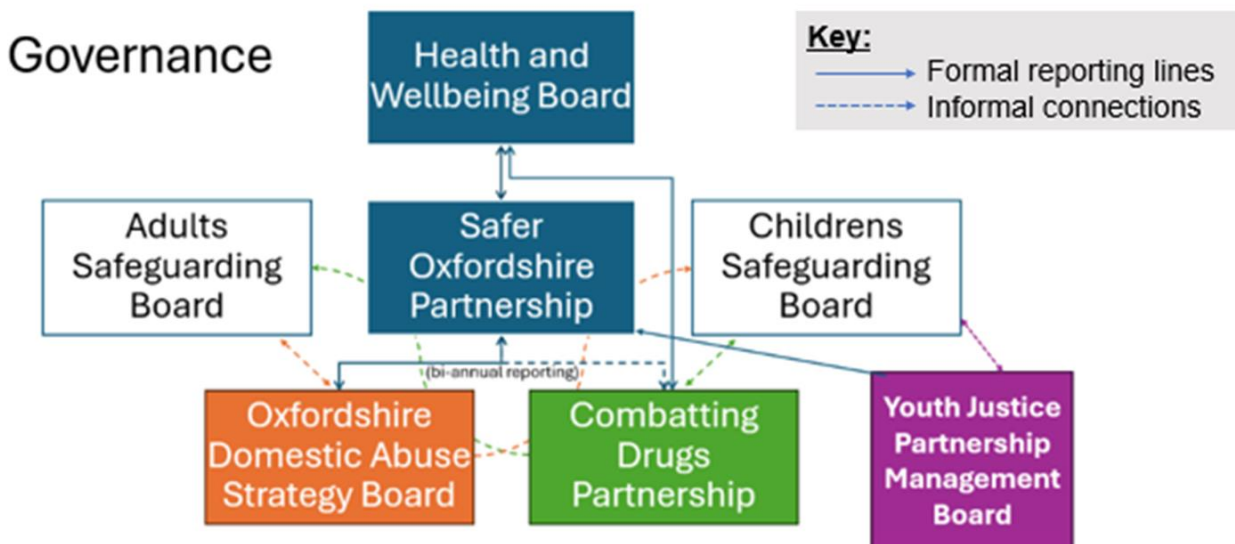 Governance
Health and
Wellbeing Board
Key:
Formal reporting lines
Informal connections
Adults
Safeguarding
Board
Safer
Oxfordshire
Partnership
Childrens
Safeguarding
Board
(bi-annual reporting)
Oxfordshire
Domestic Abuse
Strategy Board
Combatting
Drugs
Partnership
Youth Justice
Partnership
Management
Board